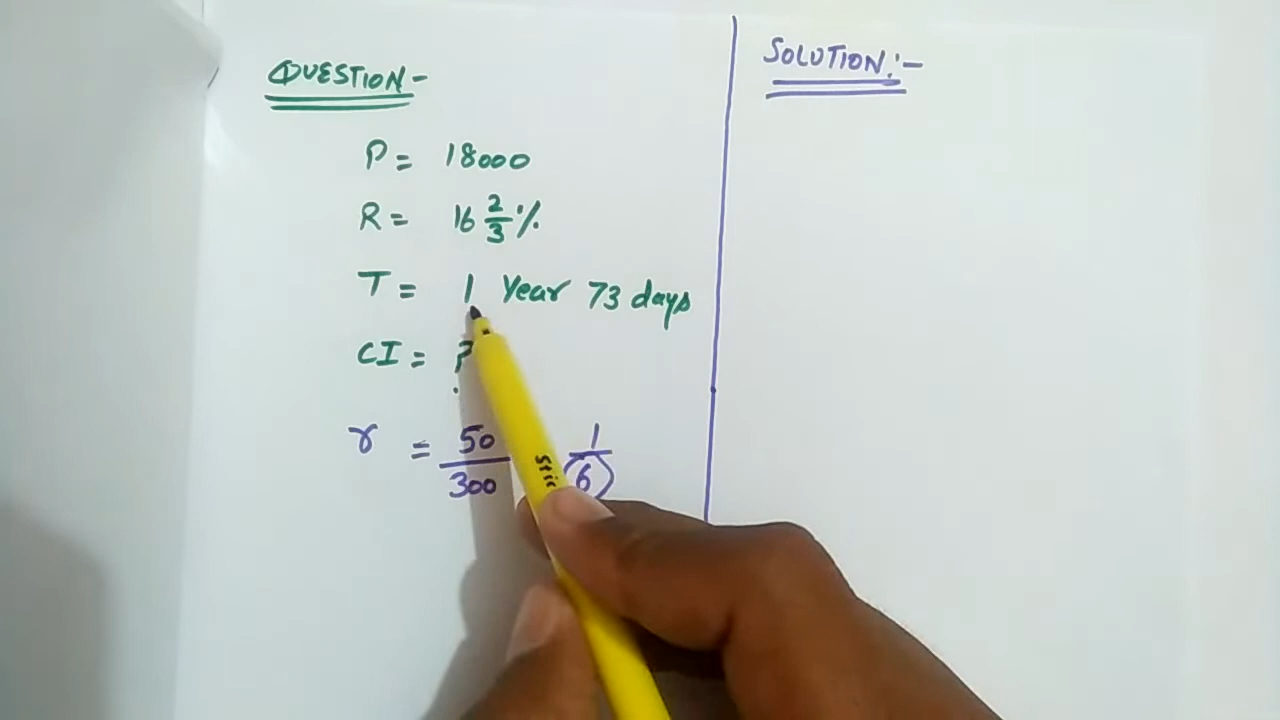 QUESTION-
P = 18000
R = 16 2/3 %
T = 1 Year 73 days
CI = ?
r = 50/300 1/6
SOLUTION:-